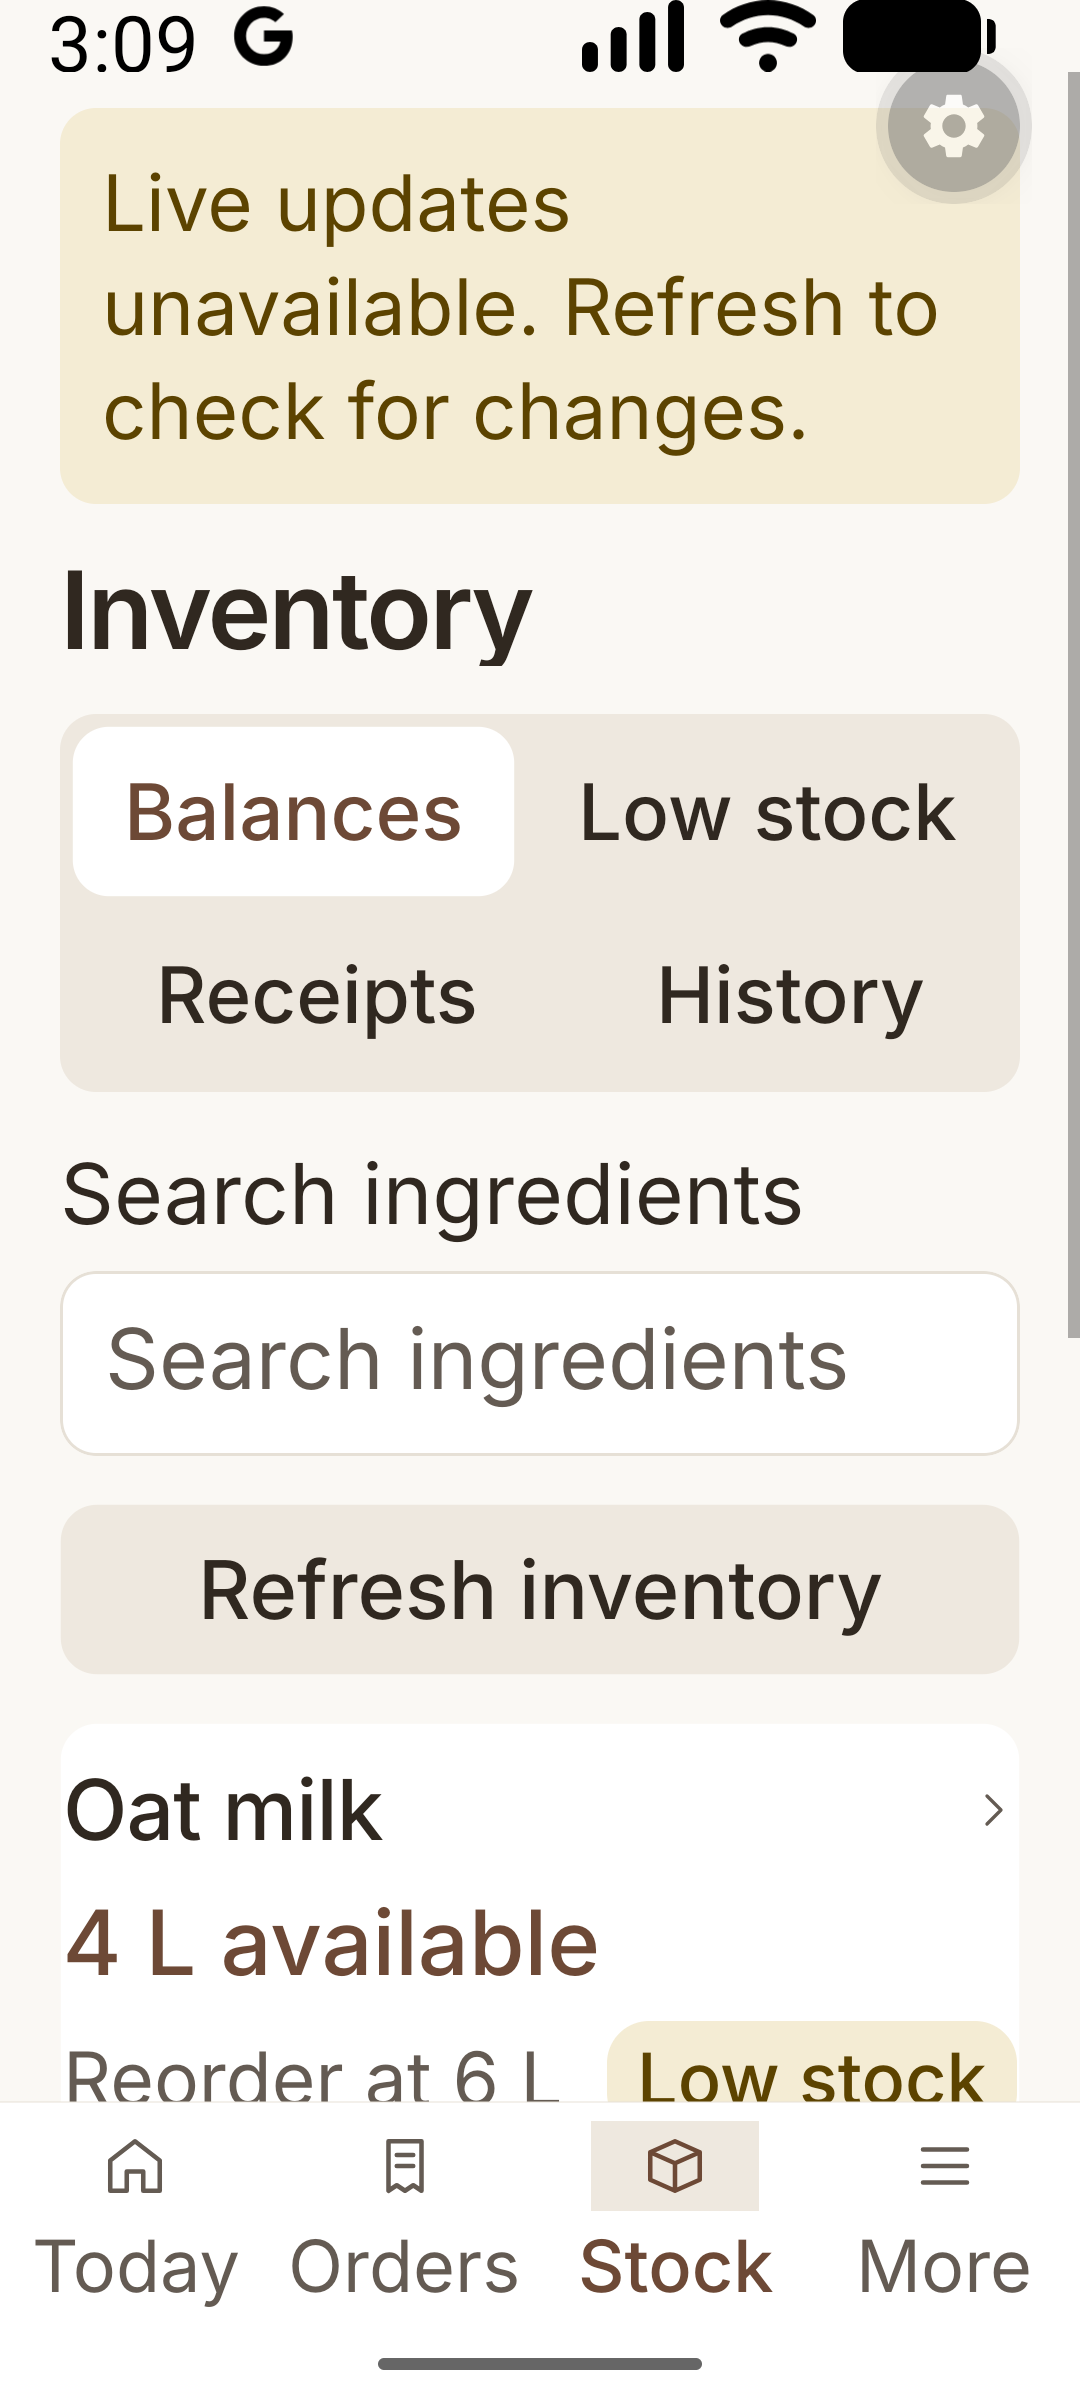 3:09
Live updates
unavailable. Refresh to
check for changes.
Inventory
Balances
Low stock
Receipts
History
Search ingredients
Search ingredients
Refresh inventory
Oat milk
4 L available
Reorder at 6 L
Low stock
Today
Orders
Stock
More